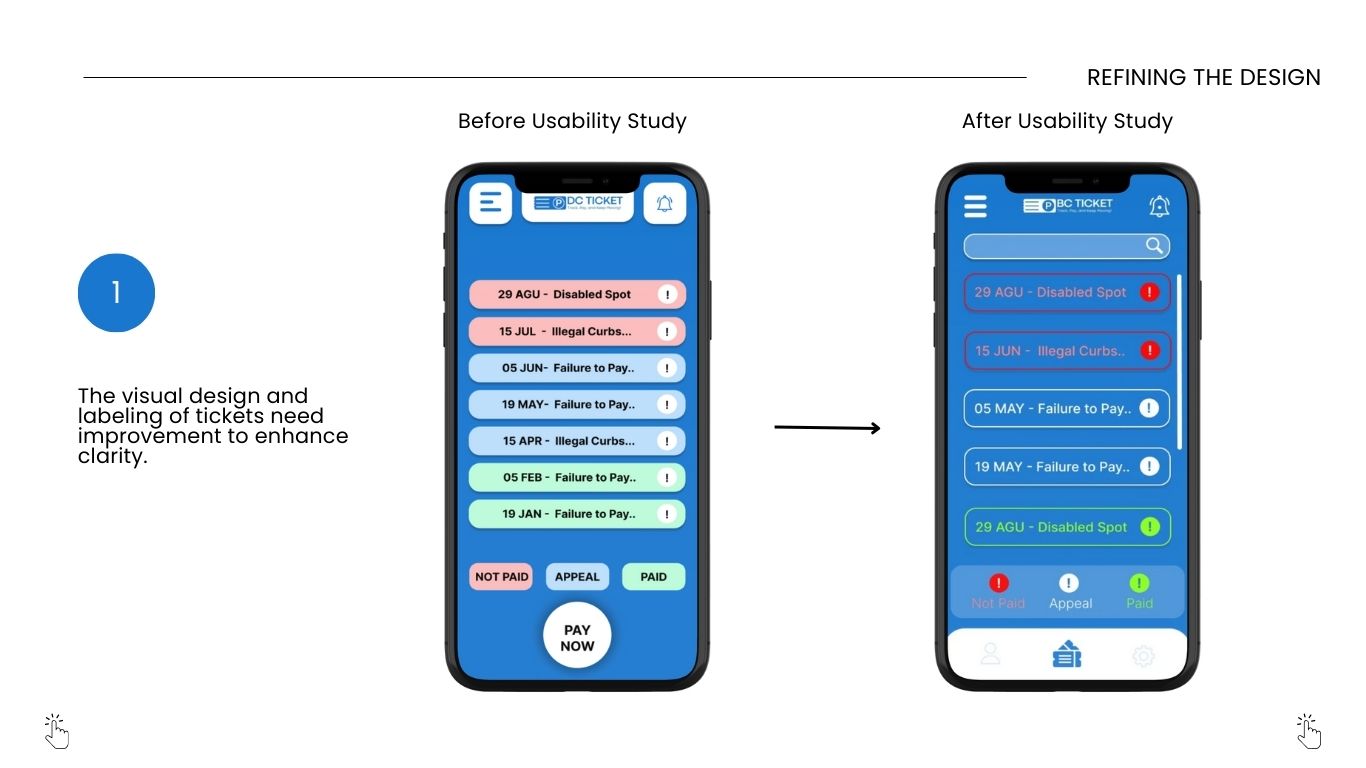 REFINING THE DESIGN
Before Usability Study
After Usability Study
1
The visual design and
labeling of tickets need
improvement to enhance
clarity.
P DC TICKET
29 AGU - Disabled Spot !
15 JUL - Illegal Curbs... !
05 JUN- Failure to Pay.. !
19 MAY- Failure to Pay.. !
15 APR - Illegal Curbs... !
05 FEB - Failure to Pay.. !
19 JAN - Failure to Pay.. !
NOT PAID APPEAL PAID
PAY
NOW
P BC TICKET
29 AGU - Disabled Spot !
15 JUN - Illegal Curbs.. !
05 MAY - Failure to Pay.. !
19 MAY - Failure to Pay.. !
29 AGU - Disabled Spot !
! ! !
Not Paid Appeal Paid